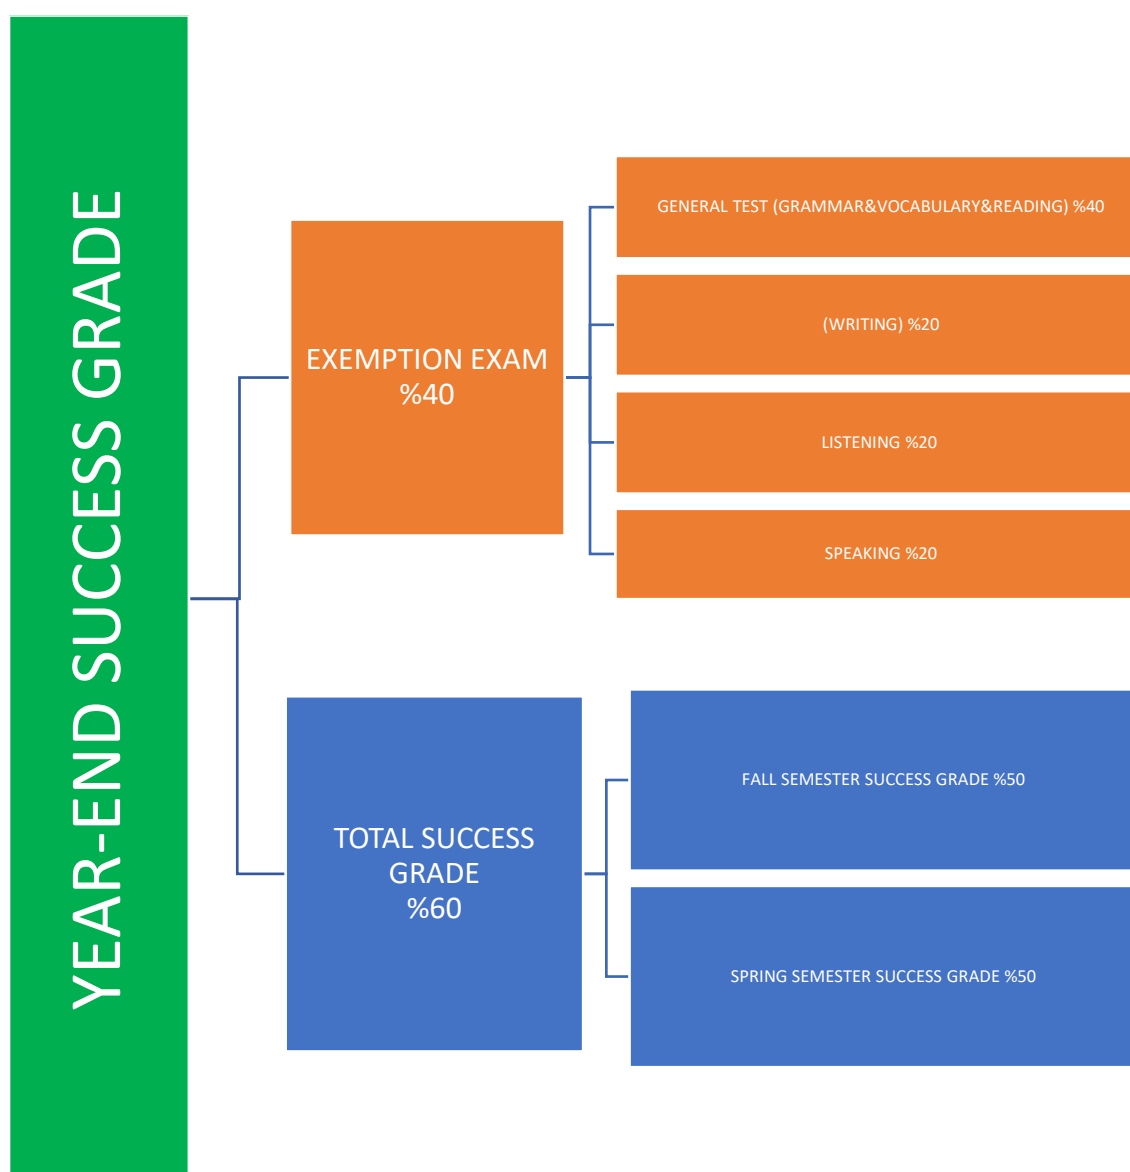 YEAR-END SUCCESS GRADE
EXEMPTION EXAM
%40
GENERAL TEST (GRAMMAR&VOCABULARY&READING) %40
(WRITING) %20
LISTENING %20
SPEAKING %20
TOTAL SUCCESS
GRADE
%60
FALL SEMESTER SUCCESS GRADE %50
SPRING SEMESTER SUCCESS GRADE %50